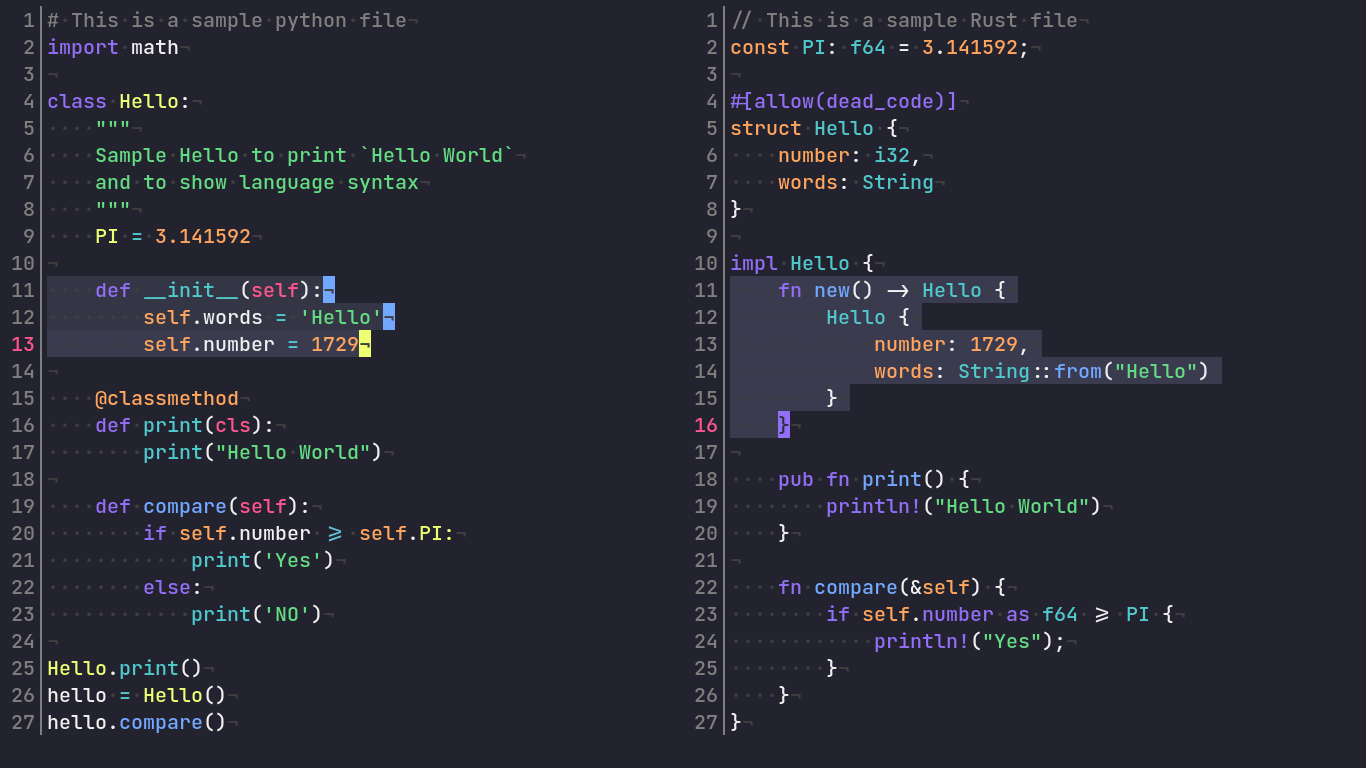 1 # This is a sample python file
2 import math
3
4 class Hello:
5     """
6     Sample Hello to print `Hello World`
7     and to show language syntax
8     """
9     PI = 3.141592
10
11     def __init__(self):
12         self.words = 'Hello'
13         self.number = 1729
14
15     @classmethod
16     def print(cls):
17         print("Hello World")
18
19     def compare(self):
20         if self.number >= self.PI:
21             print('Yes')
22         else:
23             print('NO')
24
25 Hello.print()
26 hello = Hello()
27 hello.compare()
1 // This is a sample Rust file
2 const PI: f64 = 3.141592;
3
4 #[allow(dead_code)]
5 struct Hello {
6     number: i32,
7     words: String
8 }
9
10 impl Hello {
11     fn new() -> Hello {
12         Hello {
13             number: 1729,
14             words: String::from("Hello")
15         }
16     }
17
18     pub fn print() {
19         println!("Hello World")
20     }
21
22     fn compare(&self) {
23         if self.number as f64 >= PI {
24             println!("Yes");
25         }
26     }
27 }